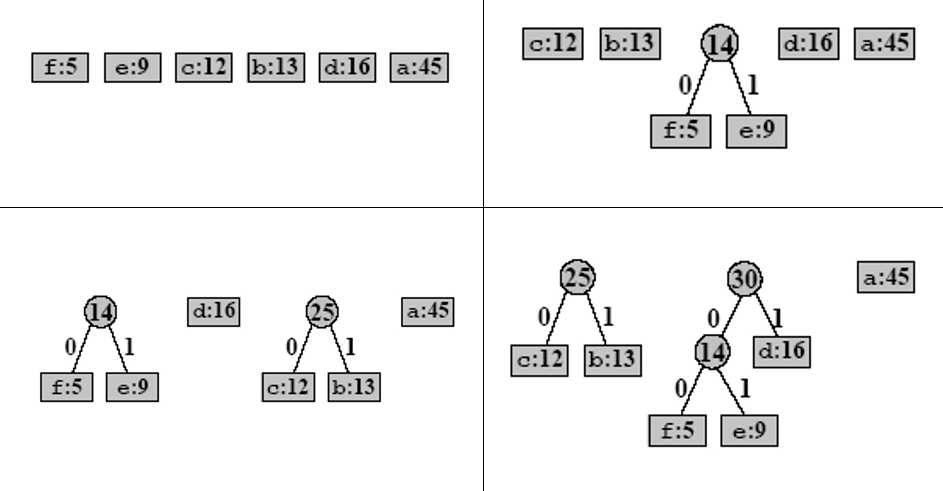 f:5 e:9 c:12 b:13 d:16 a:45
c:12 b:13 14 d:16 a:45
0 1
f:5 e:9
14 d:16 25 a:45
0 1 0 1
f:5 e:9 c:12 b:13
25 30 a:45
0 1 0 1
c:12 b:13 14 d:16
0 1
f:5 e:9